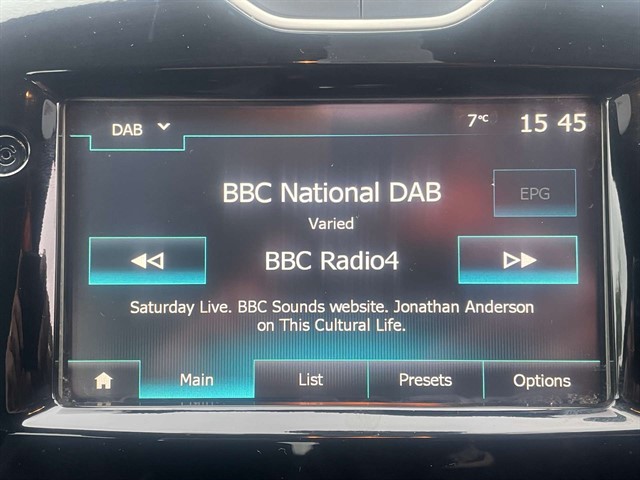 DAB
7°C
15 45
BBC National DAB
EPG
Varied
BBC Radio4
Saturday Live. BBC Sounds website. Jonathan Anderson
on This Cultural Life.
Main
List
Presets
Options